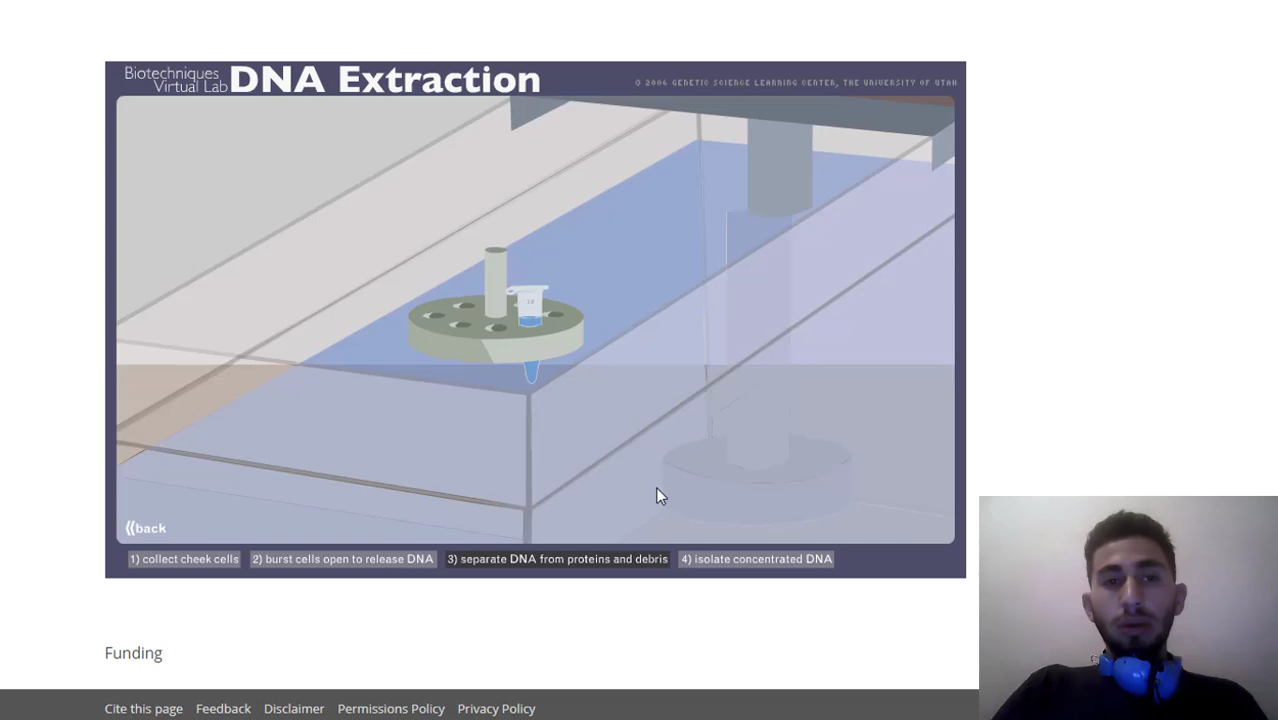 Biotechniques
Virtual Lab
DNA Extraction
© 2006 GENETIC SCIENCE LEARNING CENTER, THE UNIVERSITY OF UTAH
back
1) collect cheek cells
2) burst cells open to release DNA
3) separate DNA from proteins and debris
4) isolate concentrated DNA
Funding
Cite this page
Feedback
Disclaimer
Permissions Policy
Privacy Policy